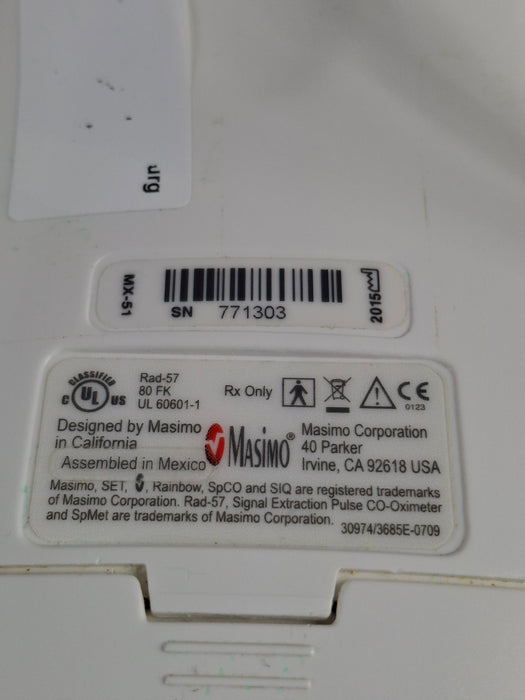 urg
MX-51
SN 771303
2015
CLASSIFIED
C UL US
Rad-57
80 FK
UL 60601-1
Rx Only
CE
0123
Designed by Masimo
in California
Assembled in Mexico
MASIMO®
Masimo Corporation
40 Parker
Irvine, CA 92618 USA
Masimo, SET, , Rainbow, SpCO and SIQ are registered trademarks
of Masimo Corporation. Rad-57, Signal Extraction Pulse CO-Oximeter
and SpMet are trademarks of Masimo Corporation.
30974/3685E-0709